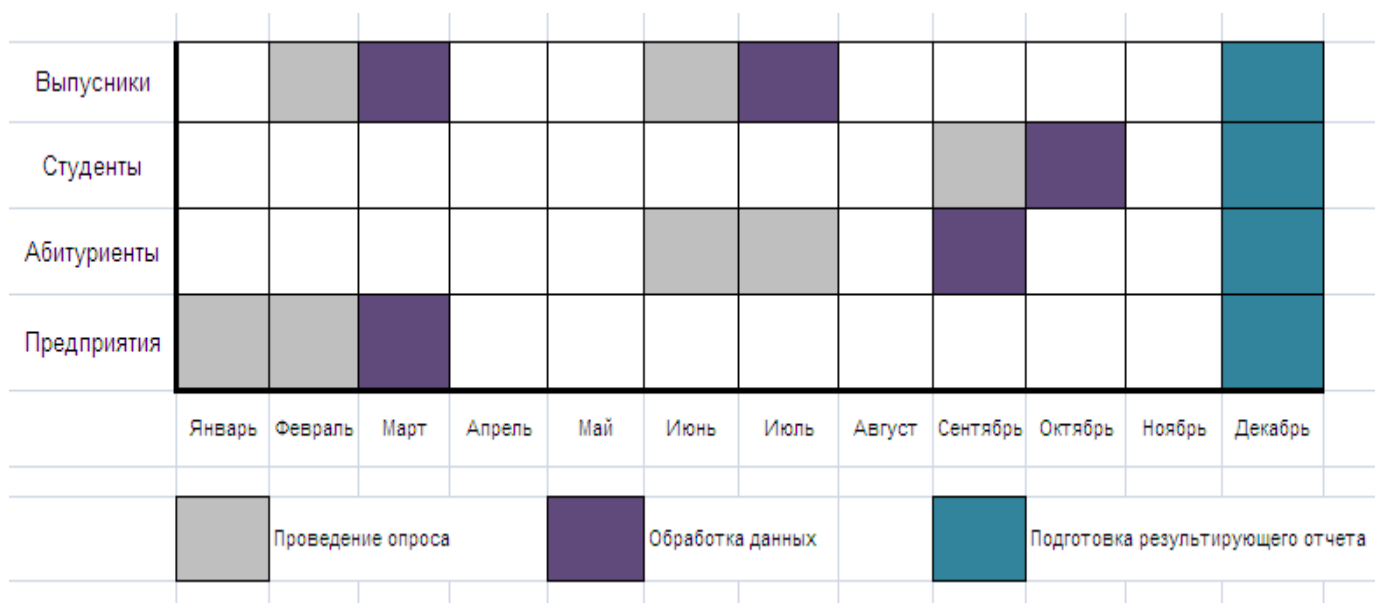 Выпусники
Студенты
Абитуриенты
Предприятия
Январь Февраль Март Апрель Май Июнь Июль Август Сентябрь Октябрь Ноябрь Декабрь
Проведение опроса Обработка данных Подготовка результирующего отчета